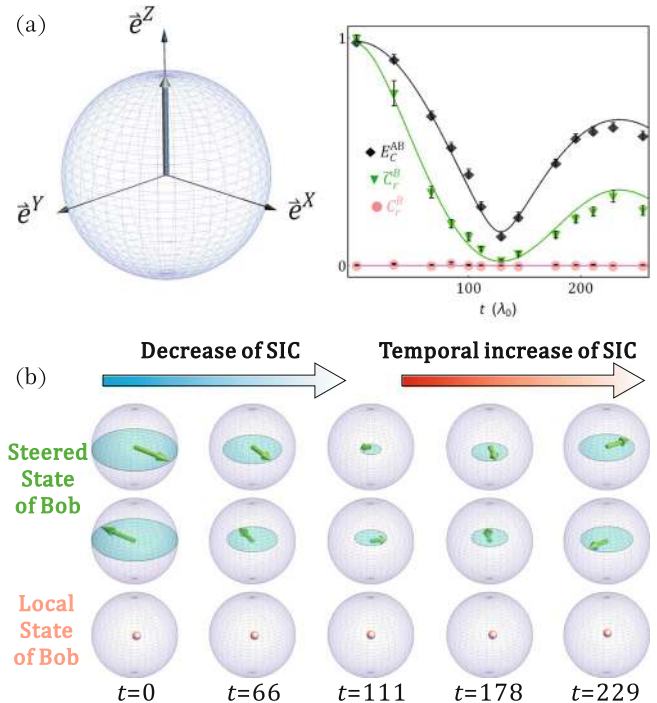 (a)
e⃗^Z
e⃗^Y
e⃗^X
1
0
100
200
t (λ₀)
E_C^AB
C̄_r^B
C_r^B
(b)
Decrease of SIC
Temporal increase of SIC
Steered
State
of Bob
Local
State
of Bob
t=0
t=66
t=111
t=178
t=229